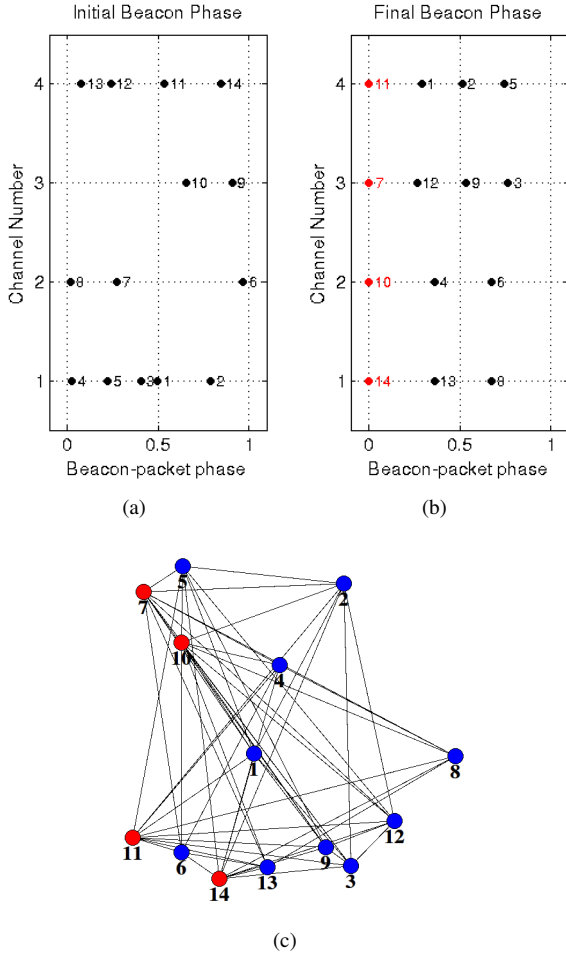 Initial Beacon Phase
Channel Number
4
13 12 11 14
3
10 9
2
8 7 6
1
4 5 3 1 2
0 0.5 1
Beacon-packet phase
(a)
Final Beacon Phase
Channel Number
4
11 1 2 5
3
7 12 9 3
2
10 4 6
1
14 13 8
0 0.5 1
Beacon-packet phase
(b)
5
7
2
10
4
1
8
12
11
6
9
3
13
14
(c)